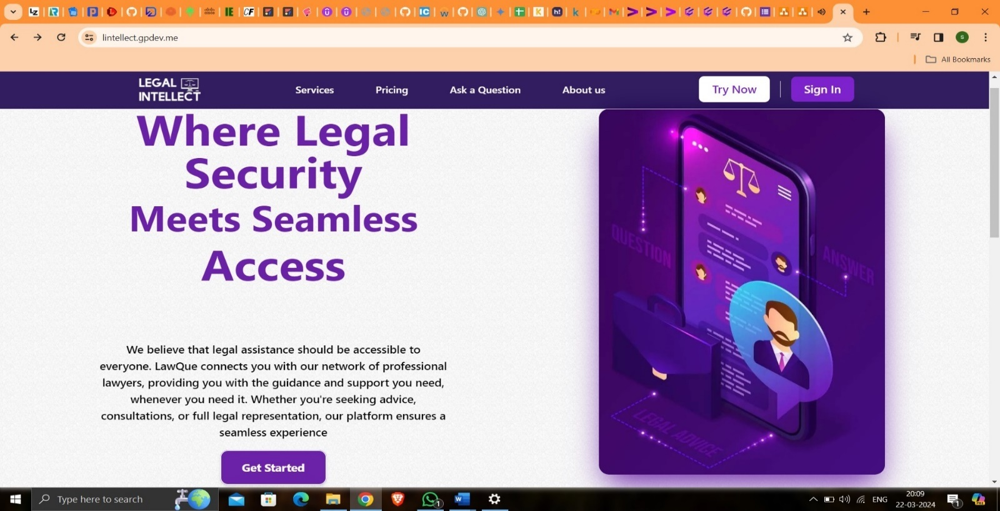 lintellect.gpdev.me
All Bookmarks
LEGAL
INTELLECT
Services
Pricing
Ask a Question
About us
Try Now
Sign In
Where Legal
Security
Meets Seamless
Access
QUESTION
ANSWER
LEGAL ADVICE
We believe that legal assistance should be accessible to
everyone. LawQue connects you with our network of professional
lawyers, providing you with the guidance and support you need,
whenever you need it. Whether you're seeking advice,
consultations, or full legal representation, our platform ensures a
seamless experience
Get Started
Type here to search
ENG
20:09
22-03-2024